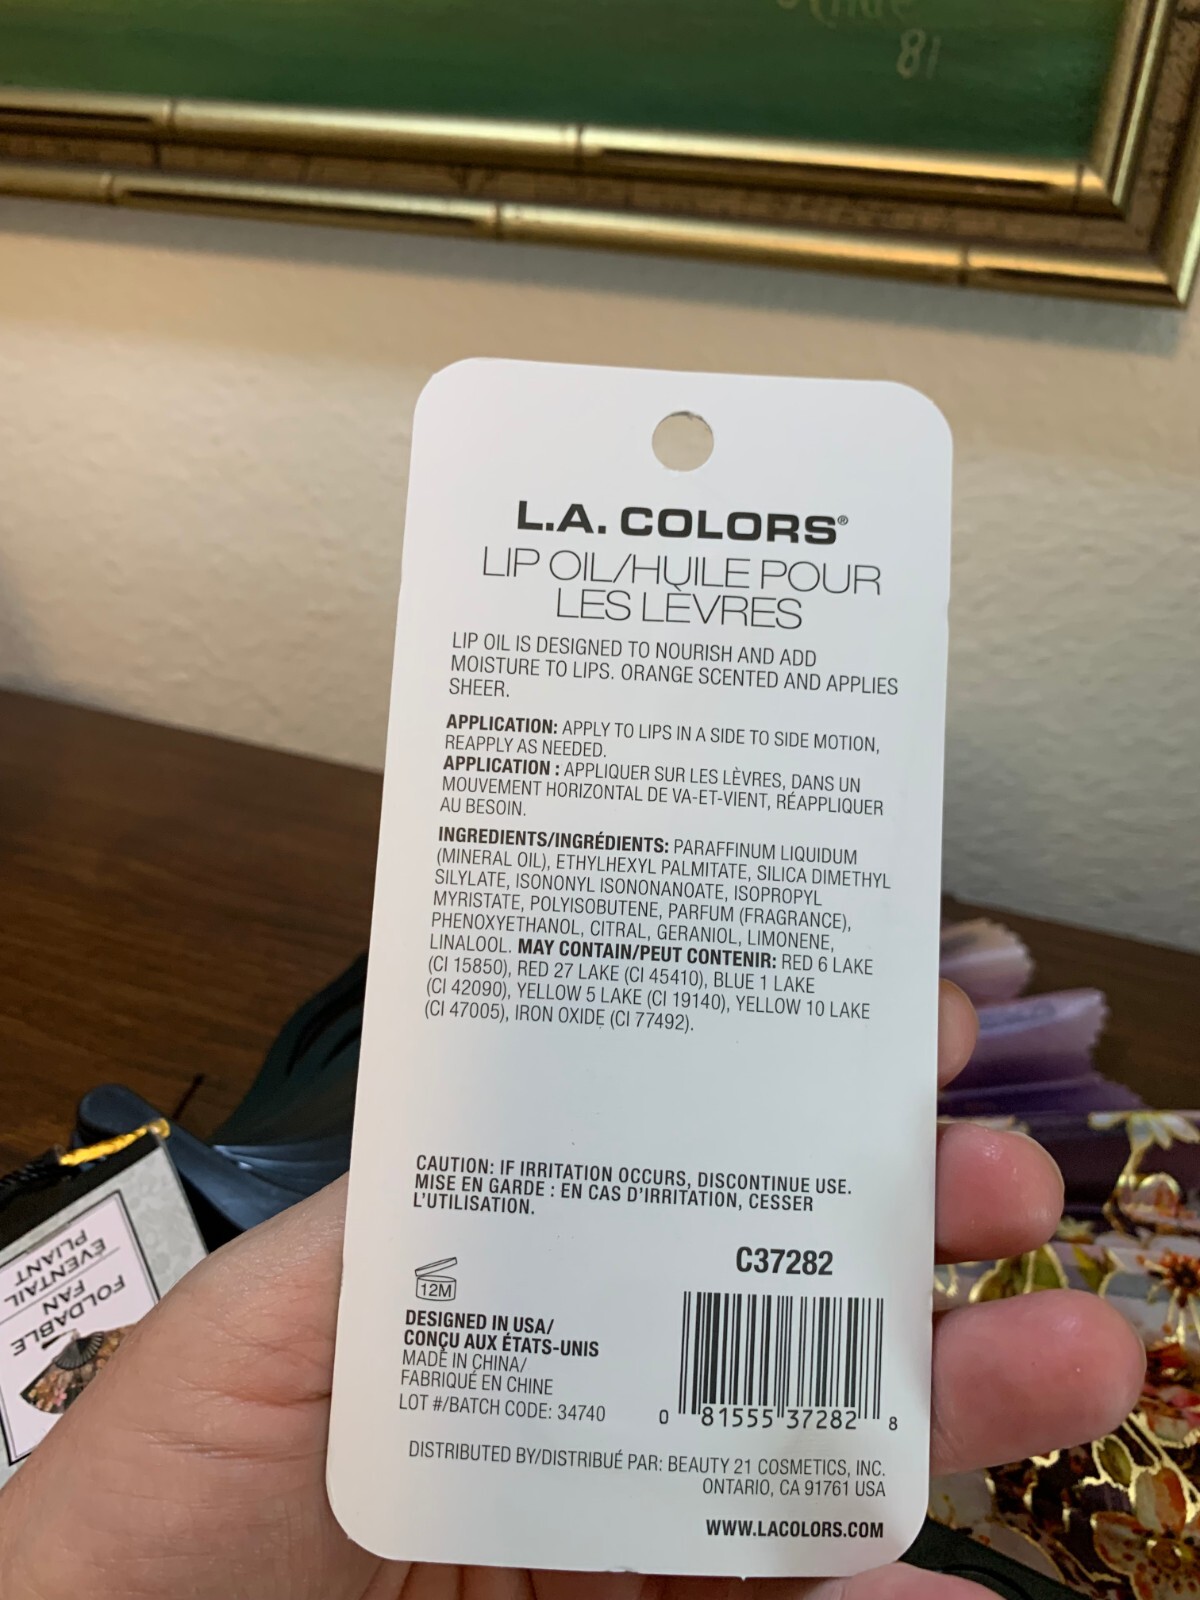 81
L.A. COLORS®
LIP OIL/HUILE POUR
LES LÈVRES
LIP OIL IS DESIGNED TO NOURISH AND ADD
MOISTURE TO LIPS. ORANGE SCENTED AND APPLIES
SHEER.
APPLICATION: APPLY TO LIPS IN A SIDE TO SIDE MOTION,
REAPPLY AS NEEDED.
APPLICATION : APPLIQUER SUR LES LÈVRES, DANS UN
MOUVEMENT HORIZONTAL DE VA-ET-VIENT, RÉAPPLIQUER
AU BESOIN.
INGREDIENTS/INGRÉDIENTS: PARAFFINUM LIQUIDUM
(MINERAL OIL), ETHYLHEXYL PALMITATE, SILICA DIMETHYL
SILYLATE, ISONONYL ISONONANOATE, ISOPROPYL
MYRISTATE, POLYISOBUTENE, PARFUM (FRAGRANCE),
PHENOXYETHANOL, CITRAL, GERANIOL, LIMONENE,
LINALOOL. MAY CONTAIN/PEUT CONTENIR: RED 6 LAKE
(CI 15850), RED 27 LAKE (CI 45410), BLUE 1 LAKE
(CI 42090), YELLOW 5 LAKE (CI 19140), YELLOW 10 LAKE
(CI 47005), IRON OXIDE (CI 77492).
CAUTION: IF IRRITATION OCCURS, DISCONTINUE USE.
MISE EN GARDE : EN CAS D'IRRITATION, CESSER
L'UTILISATION.
C37282
12M
DESIGNED IN USA/
CONÇU AUX ÉTATS-UNIS
MADE IN CHINA/
FABRIQUÉ EN CHINE
LOT #/BATCH CODE: 34740
0 81555 37282 8
DISTRIBUTED BY/DISTRIBUÉ PAR: BEAUTY 21 COSMETICS, INC.
ONTARIO, CA 91761 USA
WWW.LACOLORS.COM
FOLDABLE
FAN
ÉVENTAIL
PLIANT